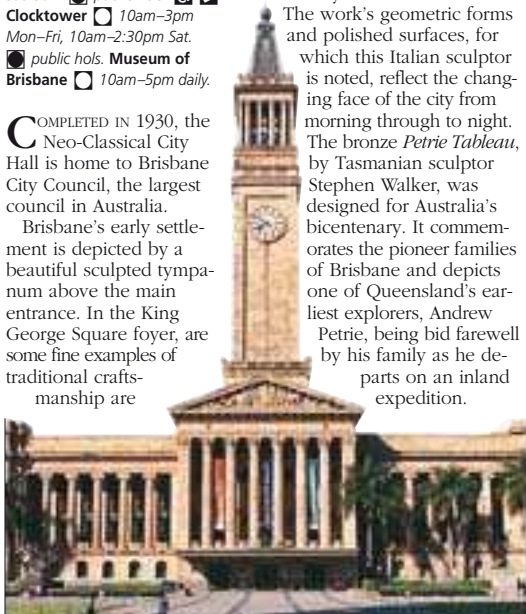 Clocktower 10am–3pm
Mon–Fri, 10am–2:30pm Sat.
public hols. Museum of
Brisbane 10am–5pm daily.
COMPLETED IN 1930, the
Neo-Classical City
Hall is home to Brisbane
City Council, the largest
council in Australia.
Brisbane's early settle-
ment is depicted by a
beautiful sculpted tympa-
num above the main
entrance. In the King
George Square foyer, are
some fine examples of
traditional crafts-
manship are
The work's geometric forms
and polished surfaces, for
which this Italian sculptor
is noted, reflect the chang-
ing face of the city from
morning through to night.
The bronze Petrie Tableau,
by Tasmanian sculptor
Stephen Walker, was
designed for Australia's
bicentenary. It commem-
orates the pioneer families
of Brisbane and depicts
one of Queensland's ear-
liest explorers, Andrew
Petrie, being bid farewell
by his family as he de-
parts on an inland
expedition.